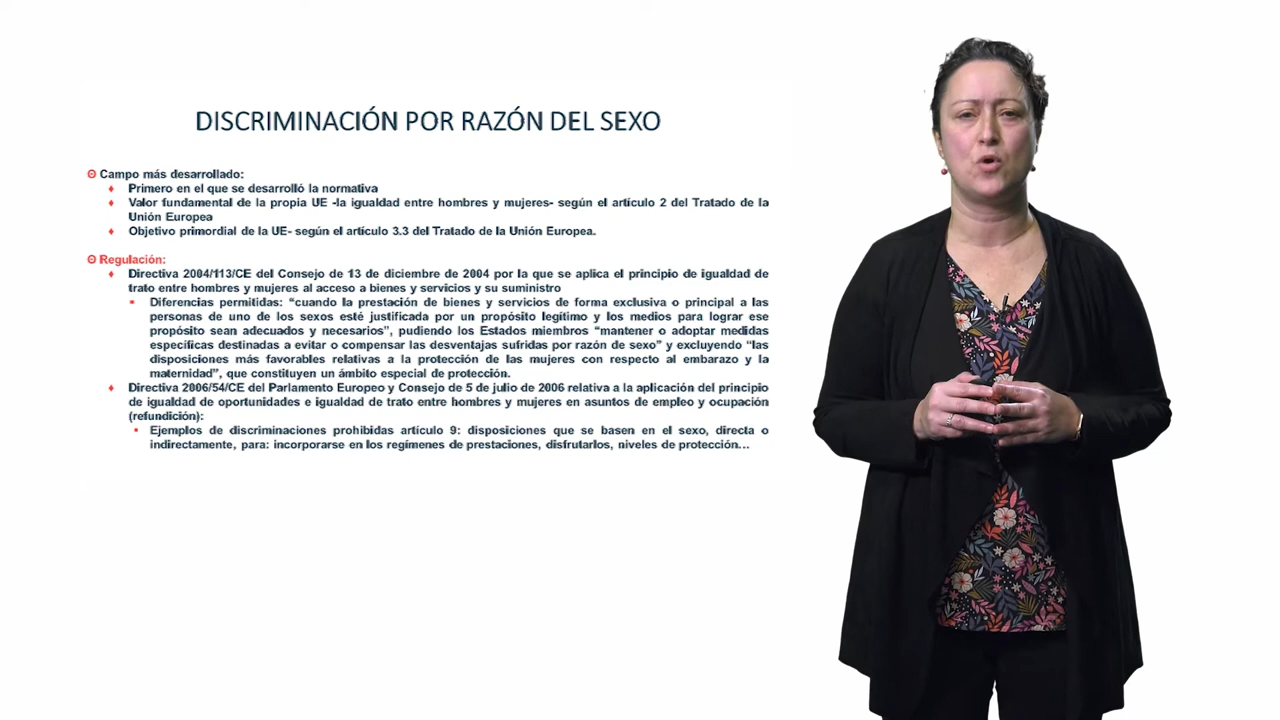 DISCRIMINACIÓN POR RAZÓN DEL SEXO
Campo más desarrollado:
Primero en el que se desarrolló la normativa
Valor fundamental de la propia UE -la igualdad entre hombres y mujeres- según el artículo 2 del Tratado de la
Unión Europea
Objetivo primordial de la UE- según el artículo 3.3 del Tratado de la Unión Europea.
Regulación:
Directiva 2004/113/CE del Consejo de 13 de diciembre de 2004 por la que se aplica el principio de igualdad de
trato entre hombres y mujeres al acceso a bienes y servicios y su suministro
Diferencias permitidas: “cuando la prestación de bienes y servicios de forma exclusiva o principal a las
personas de uno de los sexos esté justificada por un propósito legítimo y los medios para lograr ese
propósito sean adecuados y necesarios”, pudiendo los Estados miembros “mantener o adoptar medidas
específicas destinadas a evitar o compensar las desventajas sufridas por razón de sexo” y excluyendo “las
disposiciones más favorables relativas a la protección de las mujeres con respecto al embarazo y la
maternidad”, que constituyen un ámbito especial de protección.
Directiva 2006/54/CE del Parlamento Europeo y Consejo de 5 de julio de 2006 relativa a la aplicación del principio
de igualdad de oportunidades e igualdad de trato entre hombres y mujeres en asuntos de empleo y ocupación
(refundición):
Ejemplos de discriminaciones prohibidas artículo 9: disposiciones que se basen en el sexo, directa o
indirectamente, para: incorporarse en los regímenes de prestaciones, disfrutarlos, niveles de protección...